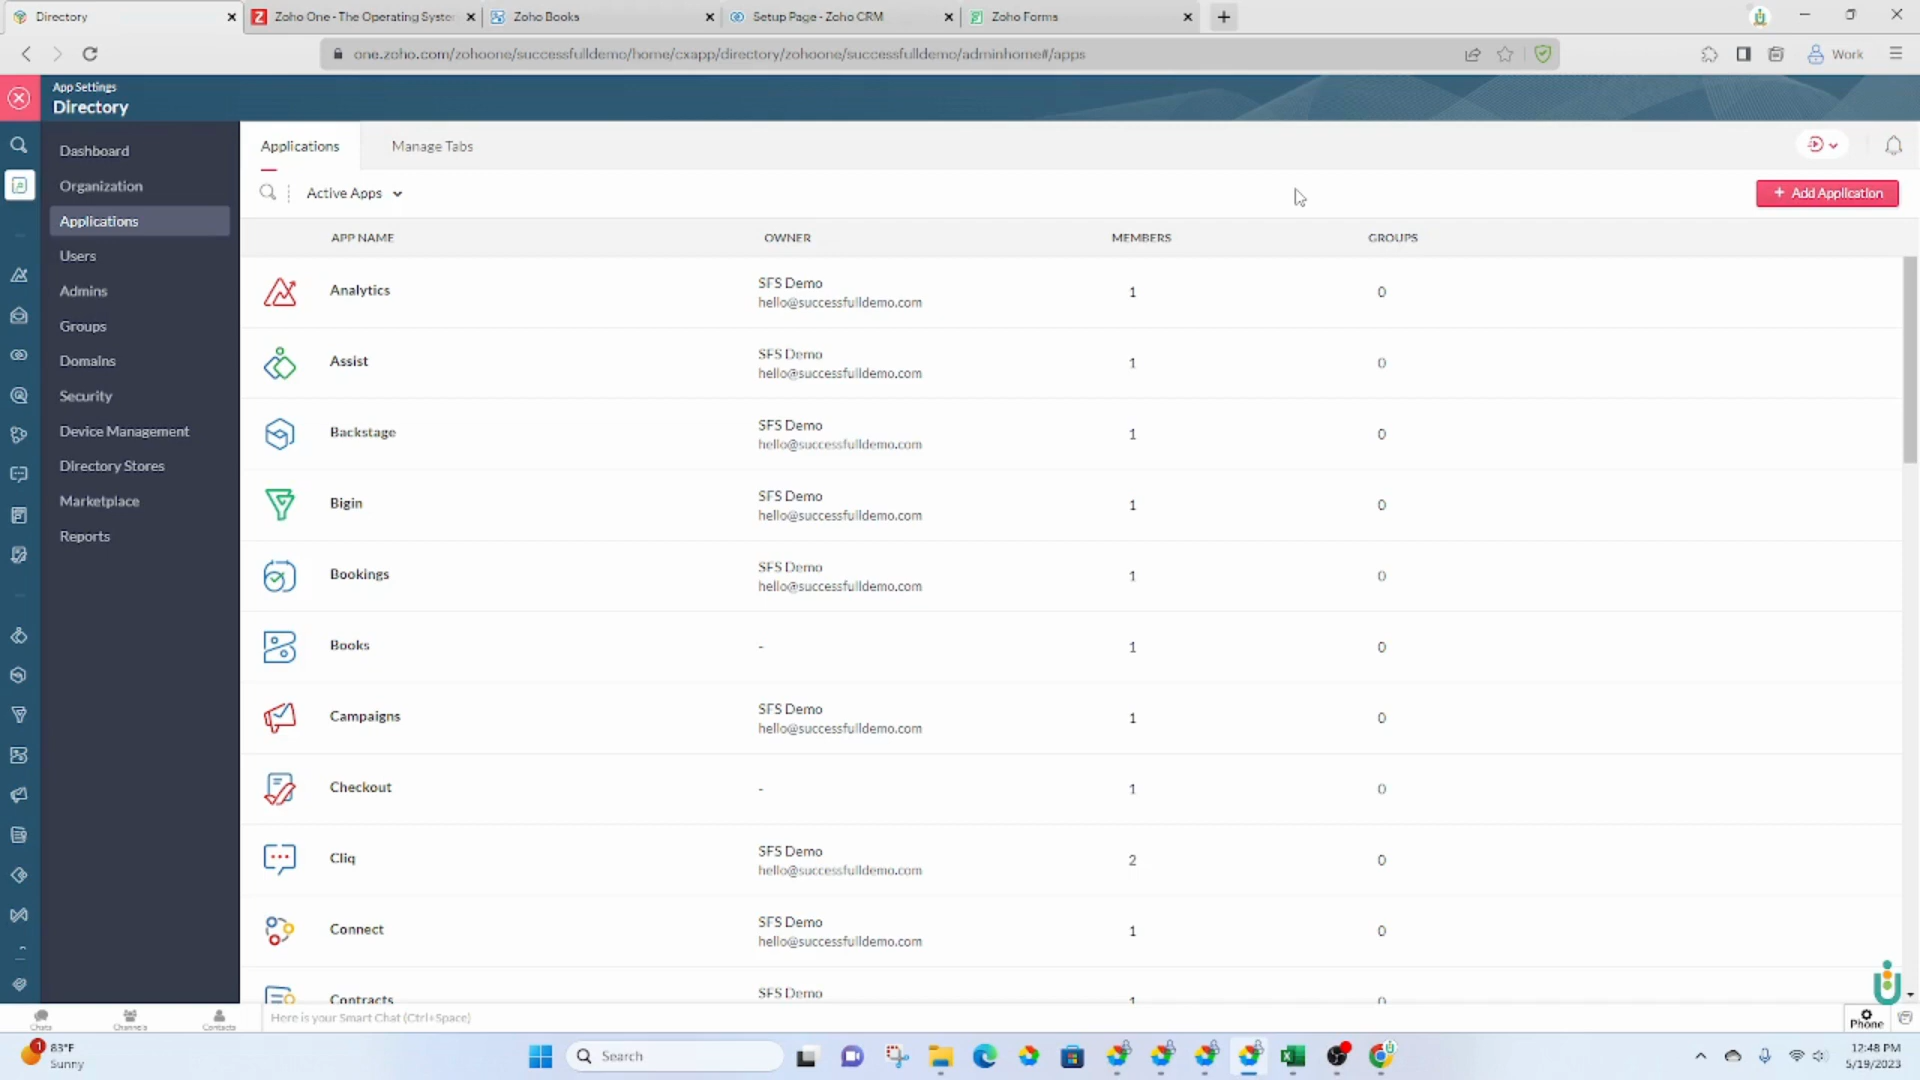 Directory
Zoho One - The Operating Syste
Zoho Books
Setup Page - Zoho CRM
Zoho Forms
one.zoho.com/zohoone/successfulldemo/home/cxapp/directory/zohoone/successfulldemo/adminhome#/apps
Work
App Settings
Directory
Dashboard
Organization
Applications
Users
Admins
Groups
Domains
Security
Device Management
Directory Stores
Marketplace
Reports
Applications
Manage Tabs
Active Apps
+ Add Application
APP NAME OWNER MEMBERS GROUPS
Analytics
SFS Demo
hello@successfulldemo.com
1 0
Assist
SFS Demo
hello@successfulldemo.com
1 0
Backstage
SFS Demo
hello@successfulldemo.com
1 0
Bigin
SFS Demo
hello@successfulldemo.com
1 0
Bookings
SFS Demo
hello@successfulldemo.com
1 0
Books - 1 0
Campaigns
SFS Demo
hello@successfulldemo.com
1 0
Checkout - 1 0
Cliq
SFS Demo
hello@successfulldemo.com
2 0
Connect
SFS Demo
hello@successfulldemo.com
1 0
Contracts
SFS Demo
1 0
Chats
Channels
Contacts
Here is your Smart Chat (Ctrl+Space)
Phone
1
83°F
Sunny
Search
12:48 PM
5/19/2023